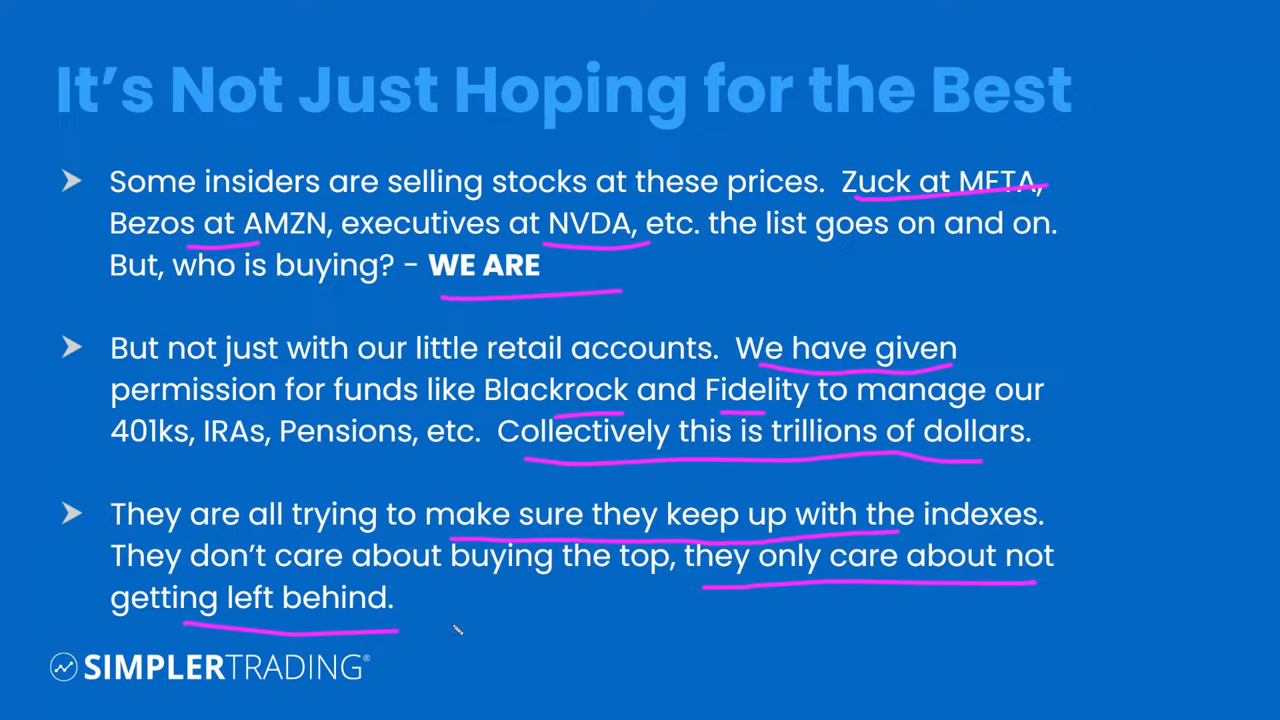 It's Not Just Hoping for the Best
Some insiders are selling stocks at these prices. Zuck at META,
Bezos at AMZN, executives at NVDA, etc. the list goes on and on.
But, who is buying? - WE ARE
But not just with our little retail accounts. We have given
permission for funds like Blackrock and Fidelity to manage our
401ks, IRAs, Pensions, etc. Collectively this is trillions of dollars.
They are all trying to make sure they keep up with the indexes.
They don't care about buying the top, they only care about not
getting left behind.
SIMPLERTRADING®